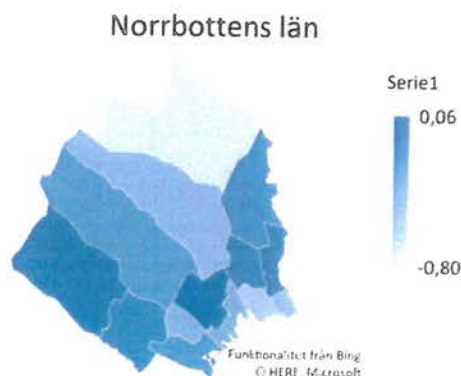 Norrbottens län
Serie1
0,06
-0,80
Funktionalitet från Bing
© HERE, Microsoft